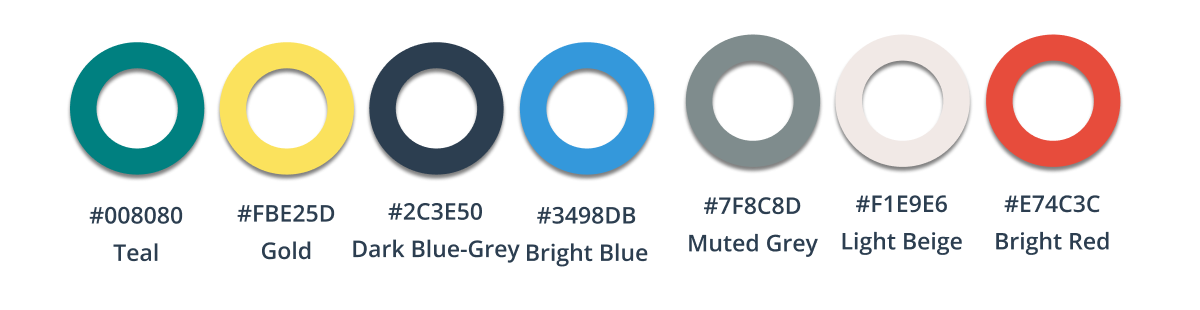 #008080
Teal
#FBE25D
Gold
#2C3E50
Dark Blue-Grey
#3498DB
Bright Blue
#7F8C8D
Muted Grey
#F1E9E6
Light Beige
#E74C3C
Bright Red